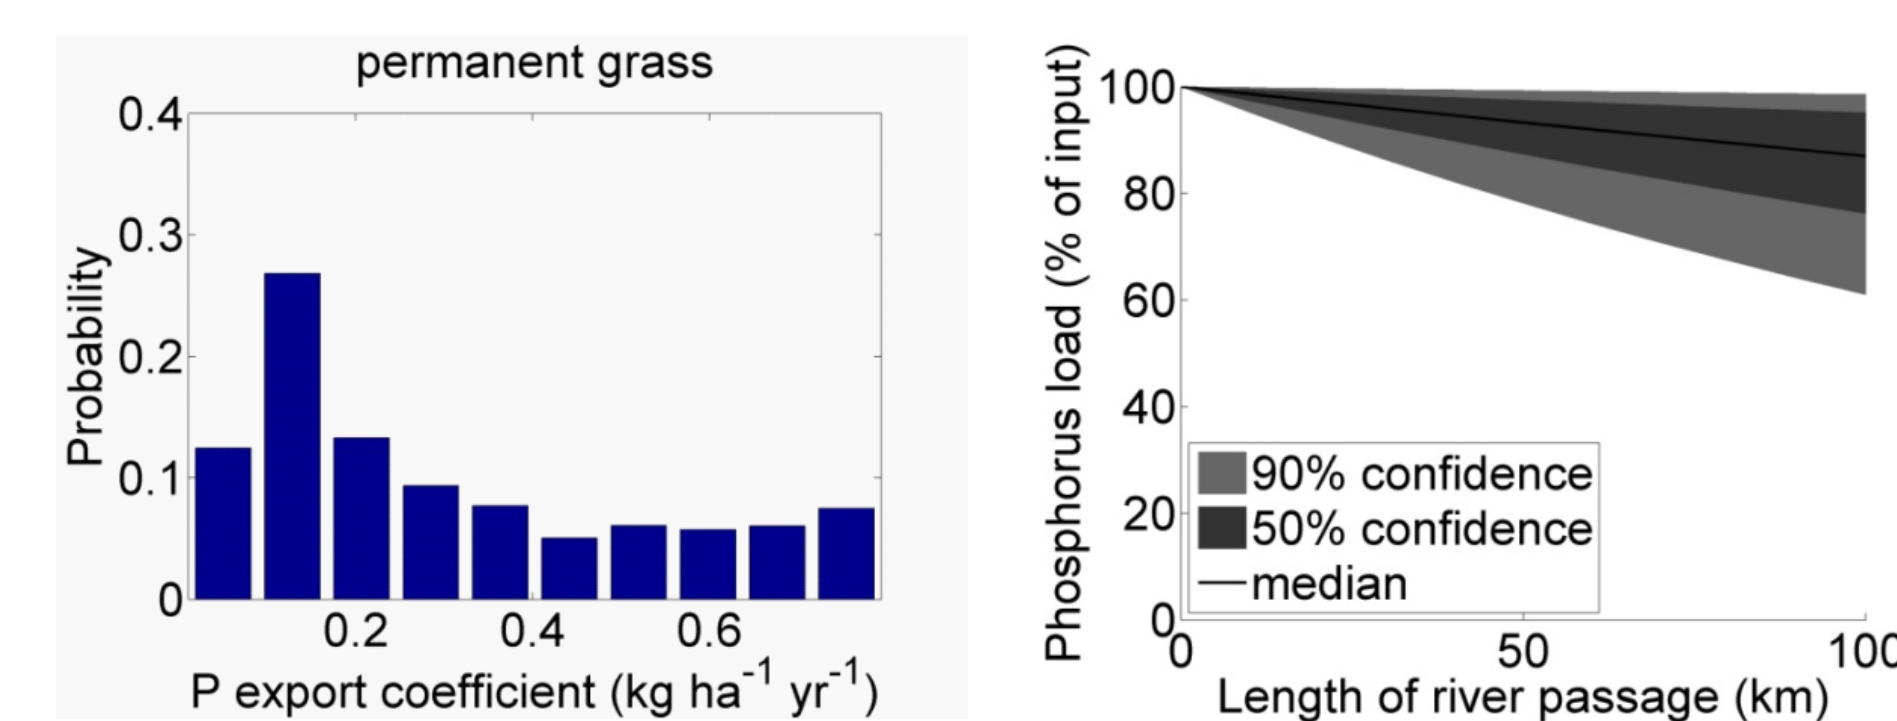 permanent grass
0.4
0.3
0.2
0.1
0
Probability
0.2 0.4 0.6
P export coefficient (kg ha-1 yr-1)
100
80
60
40
20
0
Phosphorus load (% of input)
90% confidence
50% confidence
median
0 50 100
Length of river passage (km)